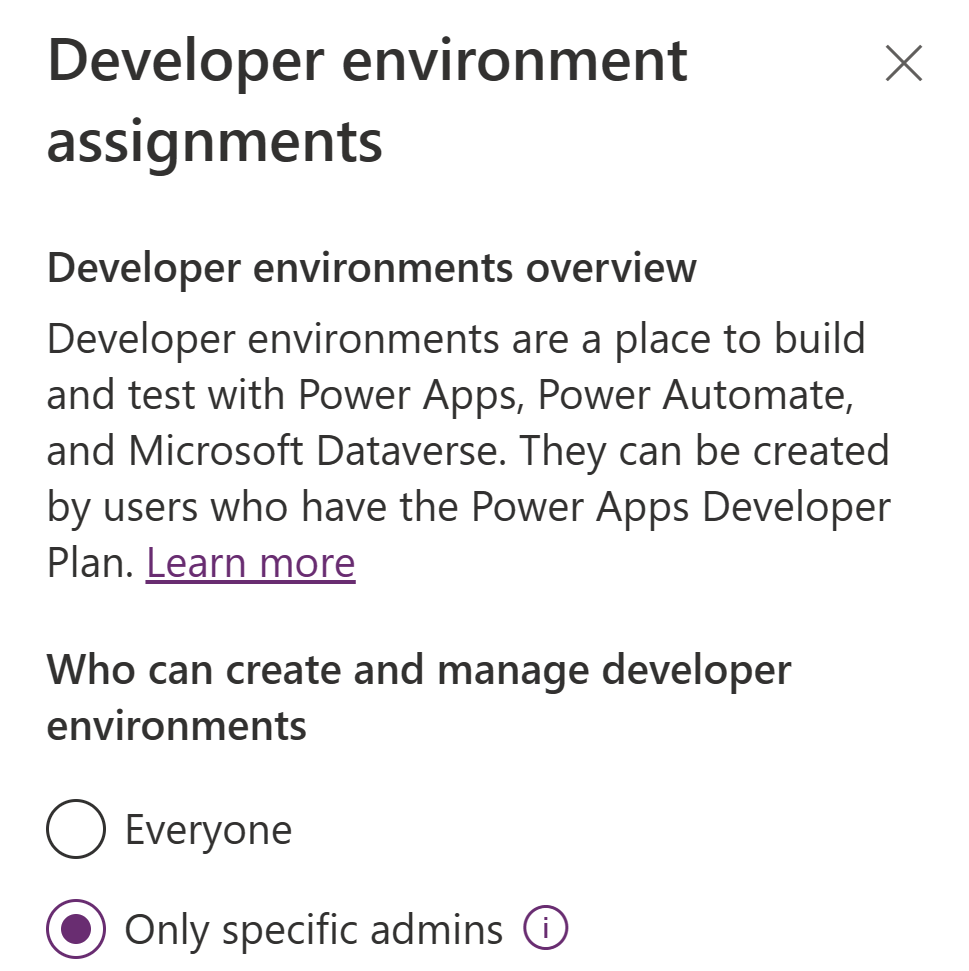 Developer environment
assignments
Developer environments overview
Developer environments are a place to build
and test with Power Apps, Power Automate,
and Microsoft Dataverse. They can be created
by users who have the Power Apps Developer
Plan. Learn more
Who can create and manage developer
environments
Everyone
Only specific admins